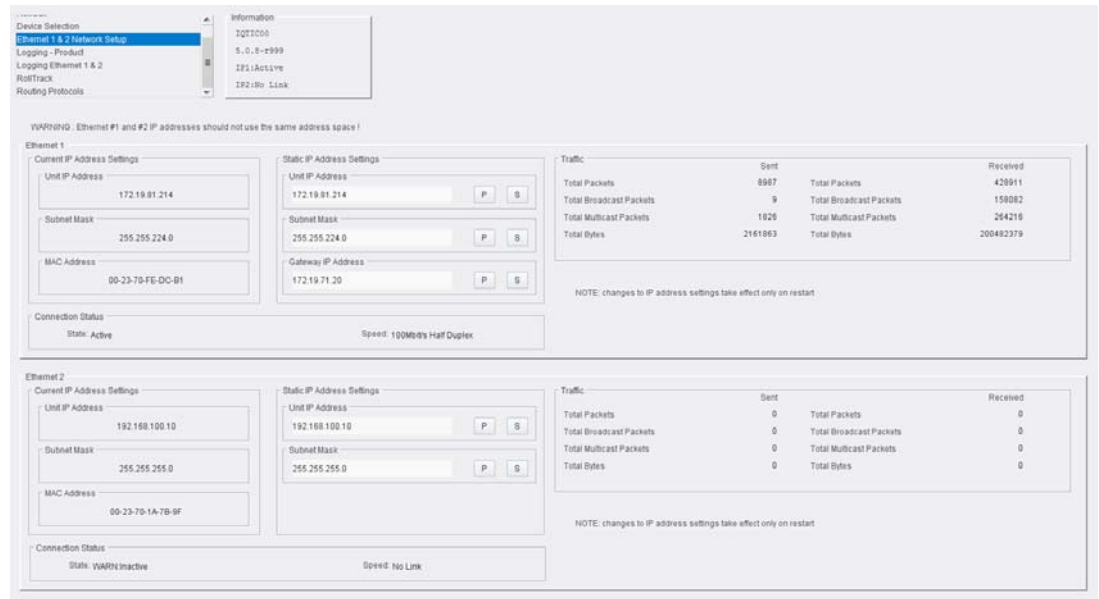 Device Selection
Ethernet 1 & 2 Network Setup
Logging - Product
Logging Ethernet 1 & 2
RollTrack
Routing Protocols
Information
IQTIC00
5.0.8-r999
IP1:Active
IP2:No Link
WARNING : Ethernet #1 and #2 IP addresses should not use the same address space !
Ethernet 1
Current IP Address Settings
Unit IP Address
172.19.81.214
Subnet Mask
255.255.224.0
MAC Address
00-23-70-FE-DC-B1
Static IP Address Settings
Unit IP Address
172.19.81.214 P S
Subnet Mask
255.255.224.0 P S
Gateway IP Address
172.19.71.20 P S
Traffic
Sent Received
Total Packets 8987 Total Packets 428911
Total Broadcast Packets 9 Total Broadcast Packets 158082
Total Multicast Packets 1826 Total Multicast Packets 264216
Total Bytes 2161863 Total Bytes 200482379
NOTE: changes to IP address settings take effect only on restart
Connection Status
State: Active Speed: 100Mbit/s Half Duplex
Ethernet 2
Current IP Address Settings
Unit IP Address
192.168.100.10
Subnet Mask
255.255.255.0
MAC Address
00-23-70-1A-7B-9F
Static IP Address Settings
Unit IP Address
192.168.100.10 P S
Subnet Mask
255.255.255.0 P S
Traffic
Sent Received
Total Packets 0 Total Packets 0
Total Broadcast Packets 0 Total Broadcast Packets 0
Total Multicast Packets 0 Total Multicast Packets 0
Total Bytes 0 Total Bytes 0
NOTE: changes to IP address settings take effect only on restart
Connection Status
State: WARN:Inactive Speed: No Link